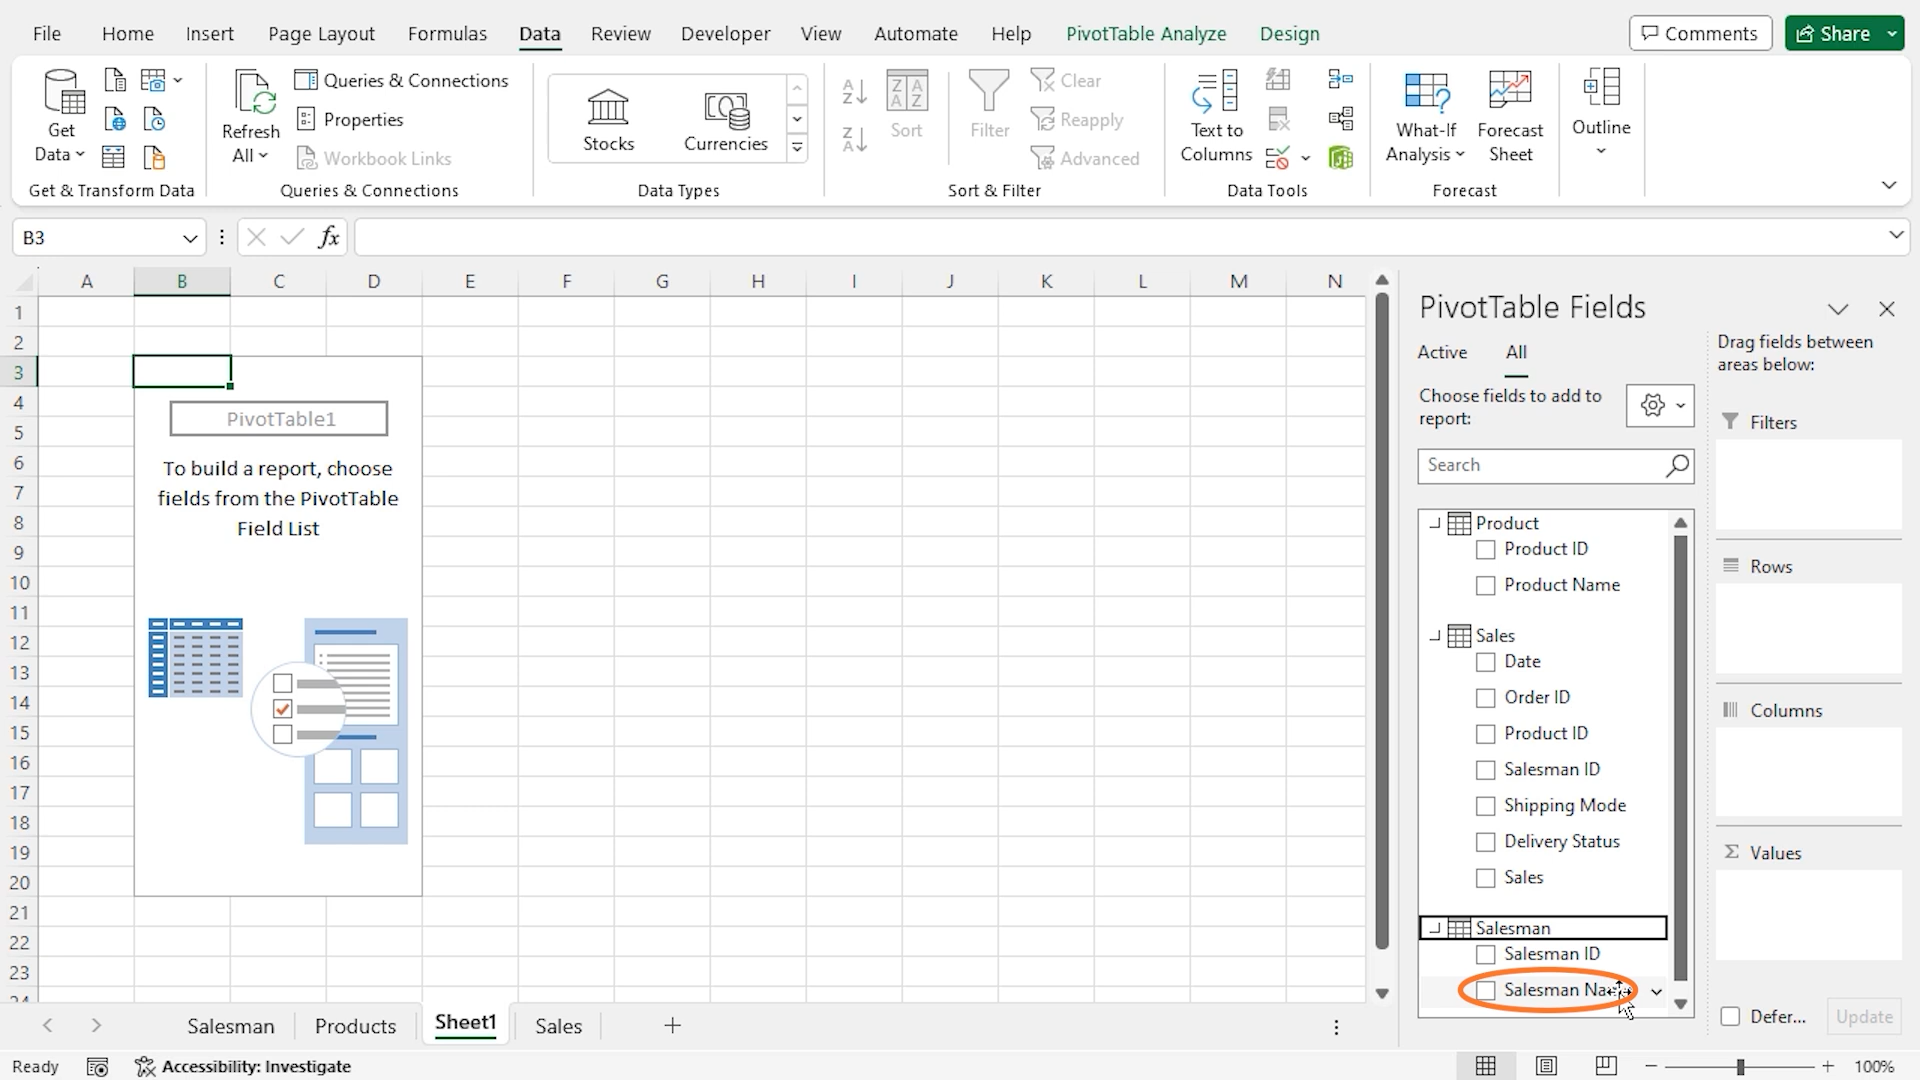 File Home Insert Page Layout Formulas Data Review Developer View Automate Help PivotTable Analyze Design Comments Share
Get Data
Refresh All
Queries & Connections
Properties
Workbook Links
Stocks
Currencies
A Z
Z A
Z A A Z
Sort
Filter
Clear
Reapply
Advanced
Text to Columns
What-If Analysis
Forecast Sheet
Outline
Get & Transform Data
Queries & Connections
Data Types
Sort & Filter
Data Tools
Forecast
B3
fx
A B C D E F G H I J K L M N
1
2
3
4
5
6
7
8
9
10
11
12
13
14
15
16
17
18
19
20
21
22
23
24
PivotTable1
To build a report, choose
fields from the PivotTable
Field List
PivotTable Fields
Active All
Choose fields to add to
report:
Search
Product
Product ID
Product Name
Sales
Date
Order ID
Product ID
Salesman ID
Shipping Mode
Delivery Status
Sales
Salesman
Salesman ID
Salesman
Drag fields between
areas below:
Filters
Rows
Columns
Σ Values
Defer...
Update
Salesman Products Sheet1 Sales
Ready
Accessibility: Investigate
100%